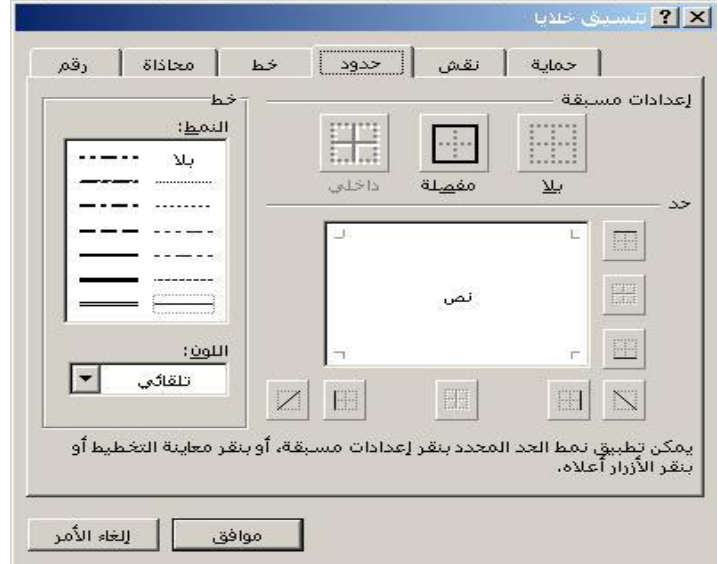 تنسيق خلايا
رقم
محاذاة
خط
حدود
نقش
حماية
إعدادات مسبقة
بلا
مفصلة
داخلي
حد
نص
خط
النمط:
بلا
اللون:
تلقائي
يمكن تطبيق نمط الحد المحدد بنقر إعدادات مسبقة، أو بنقر معاينة التخطيط أو
بنقر الأزرار أعلاه.
موافق
إلغاء الأمر